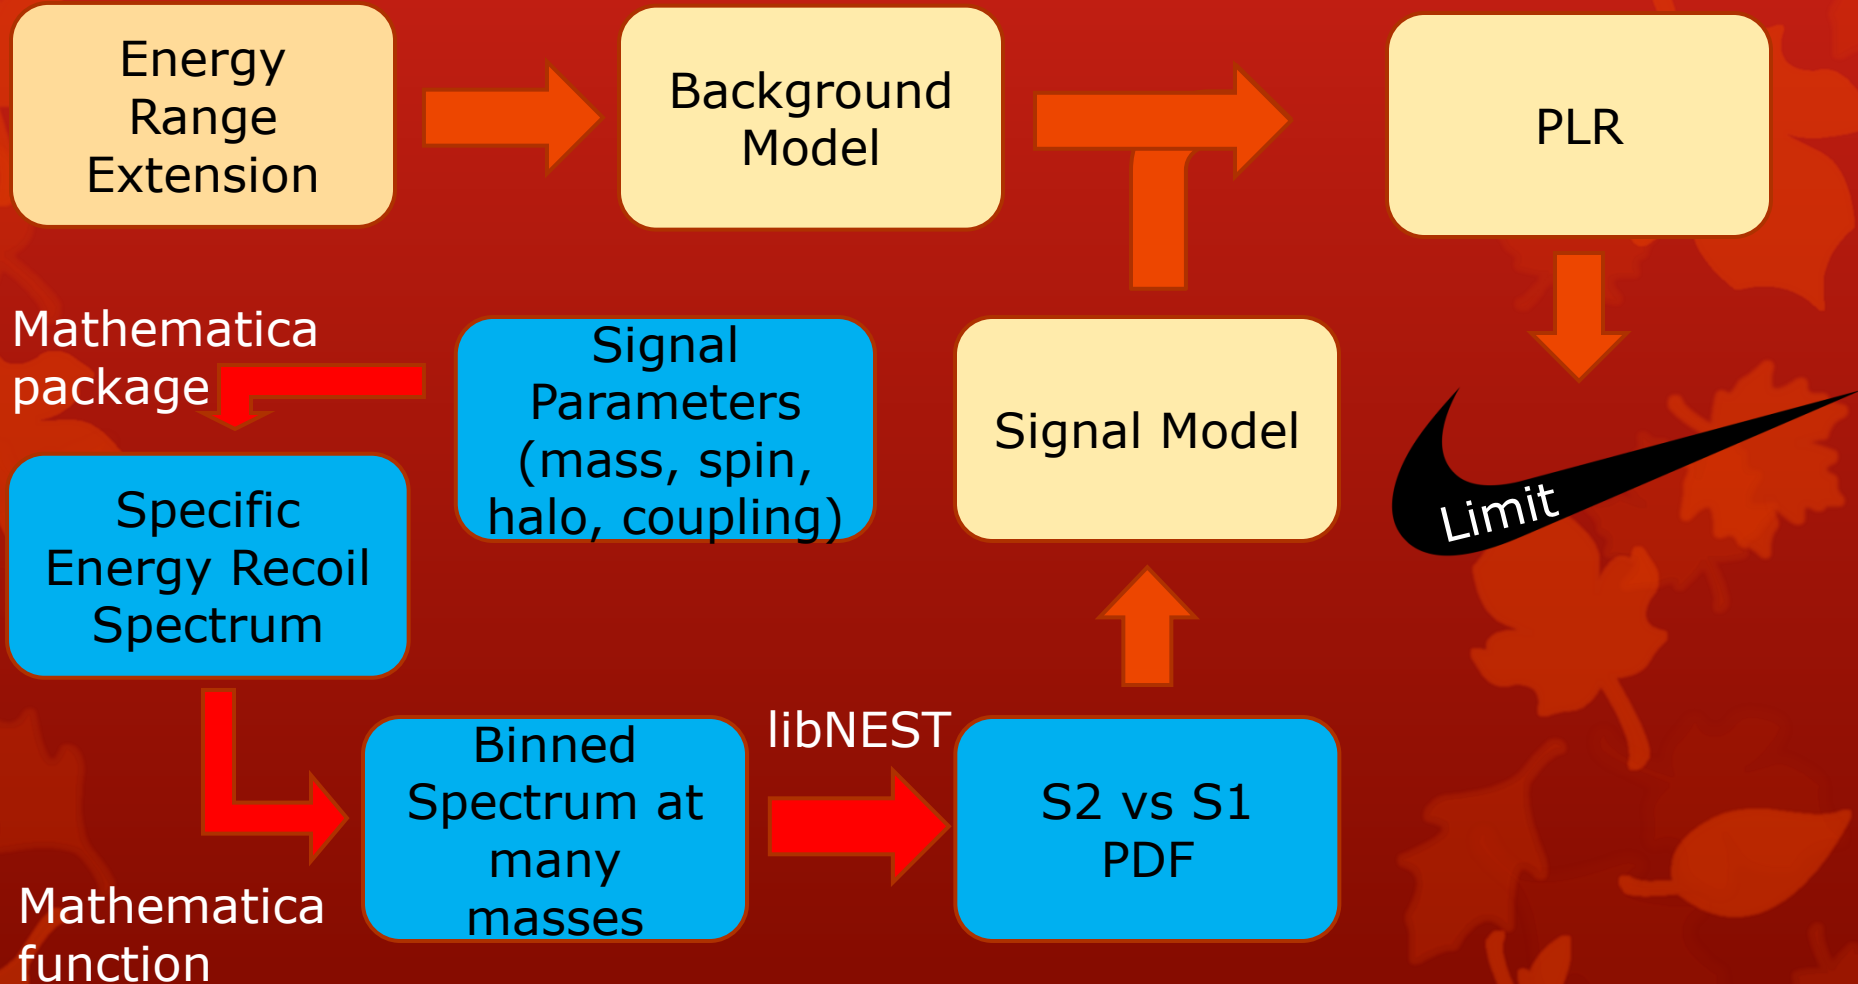 Energy
Range
Extension
Background
Model
PLR
Mathematica
package
Signal
Parameters
(mass, spin,
halo, coupling)
Signal Model
Limit
Specific
Energy Recoil
Spectrum
Binned
Spectrum at
many
masses
libNEST
S2 vs S1
PDF
Mathematica
function